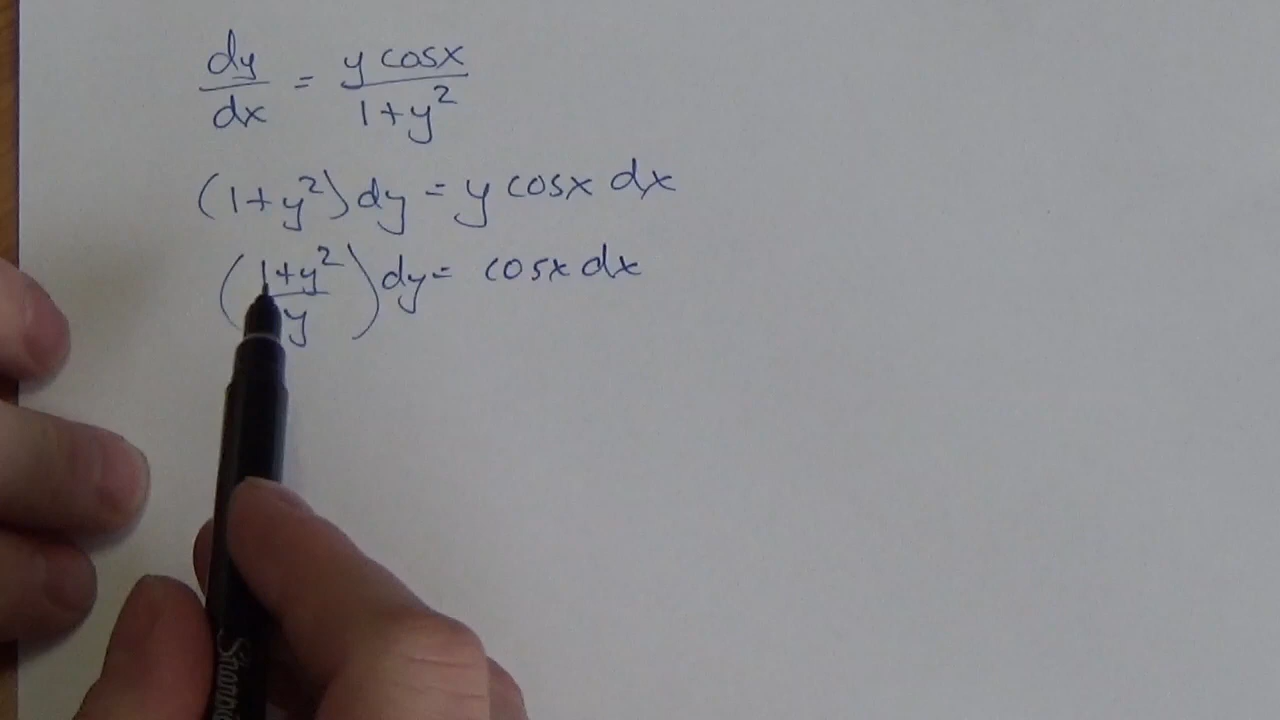 dy/dx = y cosx/1+y²
(1+y²)dy = y cosx dx
(1+y²/y)dy = cosx dx